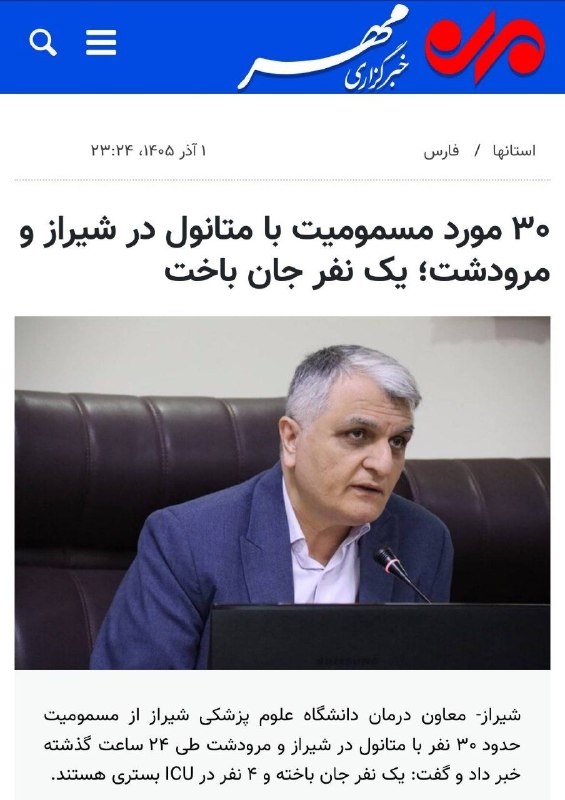 خبرگزاری مهر
استانها / فارس
۱ آذر ۱۴۰۵، ۲۳:۲۴
۳۰ مورد مسمومیت با متانول در شیراز و
مرودشت؛ یک نفر جان باخت
SAMSUNG
شیراز- معاون درمان دانشگاه علوم پزشکی شیراز از مسمومیت
حدود ۳۰ نفر با متانول در شیراز و مرودشت طی ۲۴ ساعت گذشته
خبر داد و گفت: یک نفر جان باخته و ۴ نفر در ICU بستری هستند.